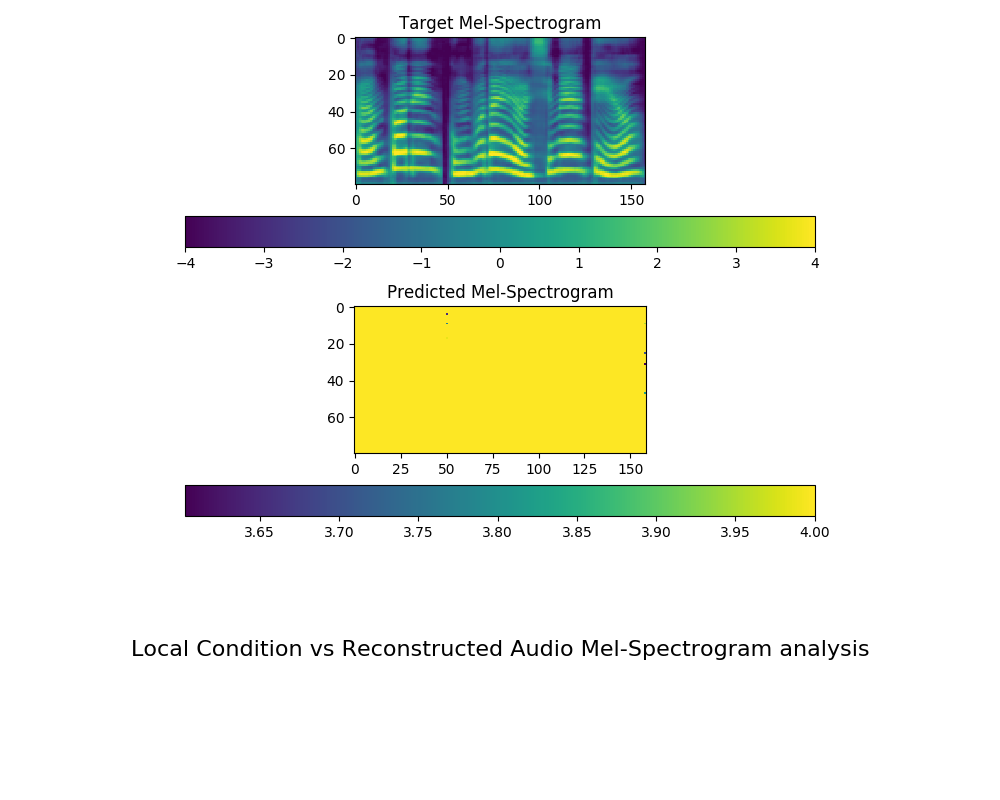 Target Mel-Spectrogram
0
20
40
60
0 50 100 150
−4 −3 −2 −1 0 1 2 3 4
Predicted Mel-Spectrogram
0
20
40
60
0 25 50 75 100 125 150
3.65 3.70 3.75 3.80 3.85 3.90 3.95 4.00
Local Condition vs Reconstructed Audio Mel-Spectrogram analysis